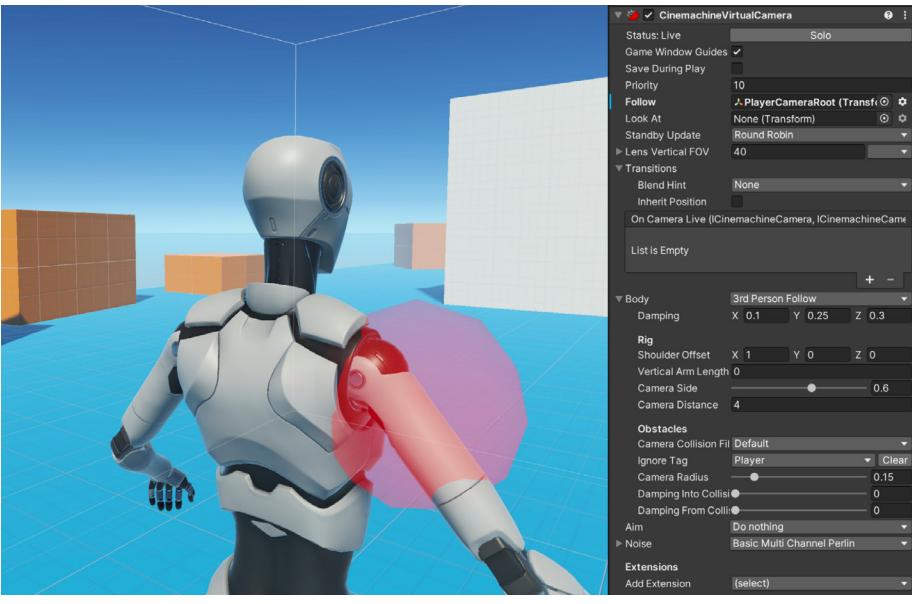 CinemachineVirtualCamera
Status: Live Solo
Game Window Guides
Save During Play
Priority 10
Follow PlayerCameraRoot (Transf
Look At None (Transform)
Standby Update Round Robin
Lens Vertical FOV 40
Transitions
Blend Hint None
Inherit Position
On Camera Live (ICinemachineCamera, ICinemachineCame
List is Empty
+ -
Body 3rd Person Follow
Damping X 0.1 Y 0.25 Z 0.3
Rig
Shoulder Offset X 1 Y 0 Z 0
Vertical Arm Length 0
Camera Side 0.6
Camera Distance 4
Obstacles
Camera Collision Fil Default
Ignore Tag Player Clear
Camera Radius 0.15
Damping Into Collisi 0
Damping From Collis 0
Aim Do nothing
Noise Basic Multi Channel Perlin
Extensions
Add Extension (select)